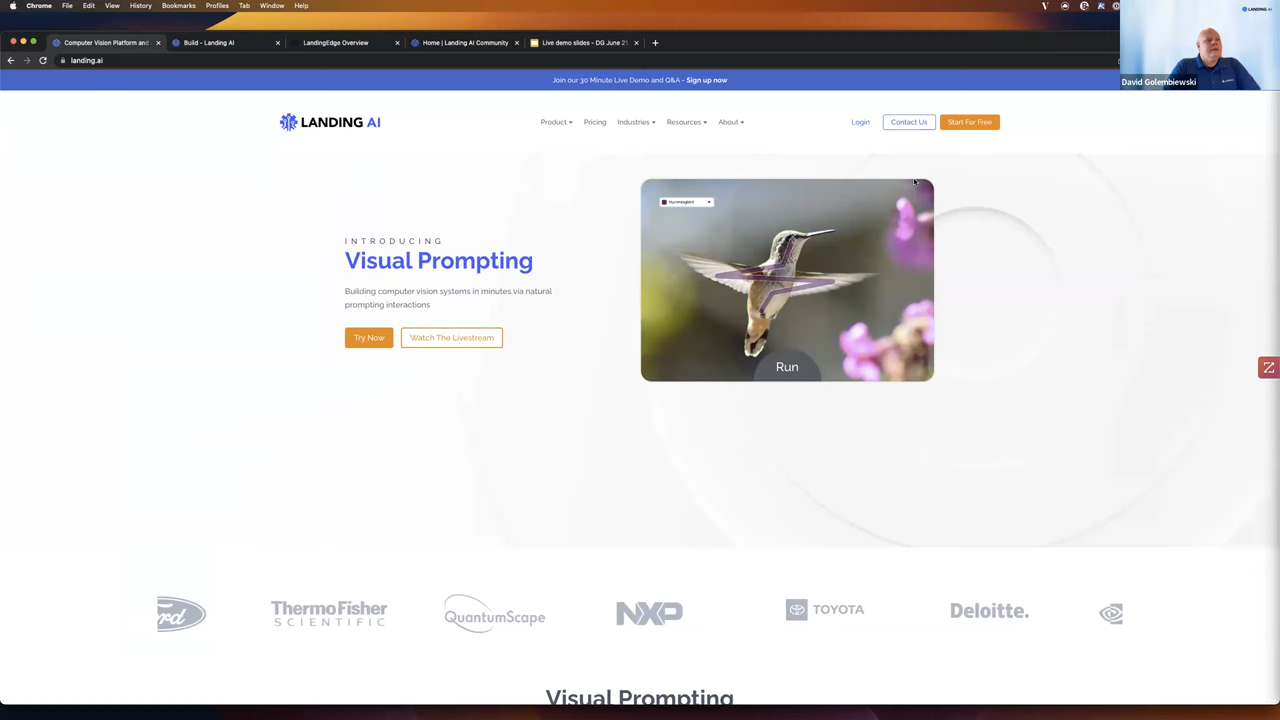 Chrome File Edit View History Bookmarks Profiles Tab Window Help
LANDING AI
David Golembiewski
Computer Vision Platform and
Build - Landing AI
LandingEdge Overview
Home | Landing AI Community
Live demo slides - DG June 21
landing.ai
Join our 30 Minute Live Demo and Q&A - Sign up now
LANDING AI
Product
Pricing
Industries
Resources
About
Login
Contact Us
Start For Free
Hummingbird
INTRODUCING
Visual Prompting
Building computer vision systems in minutes via natural
prompting interactions
Try Now
Watch The Livestream
Run
ThermoFisher
SCIENTIFIC
QuantumScape
NXP
TOYOTA
Deloitte.
Visual Prompting